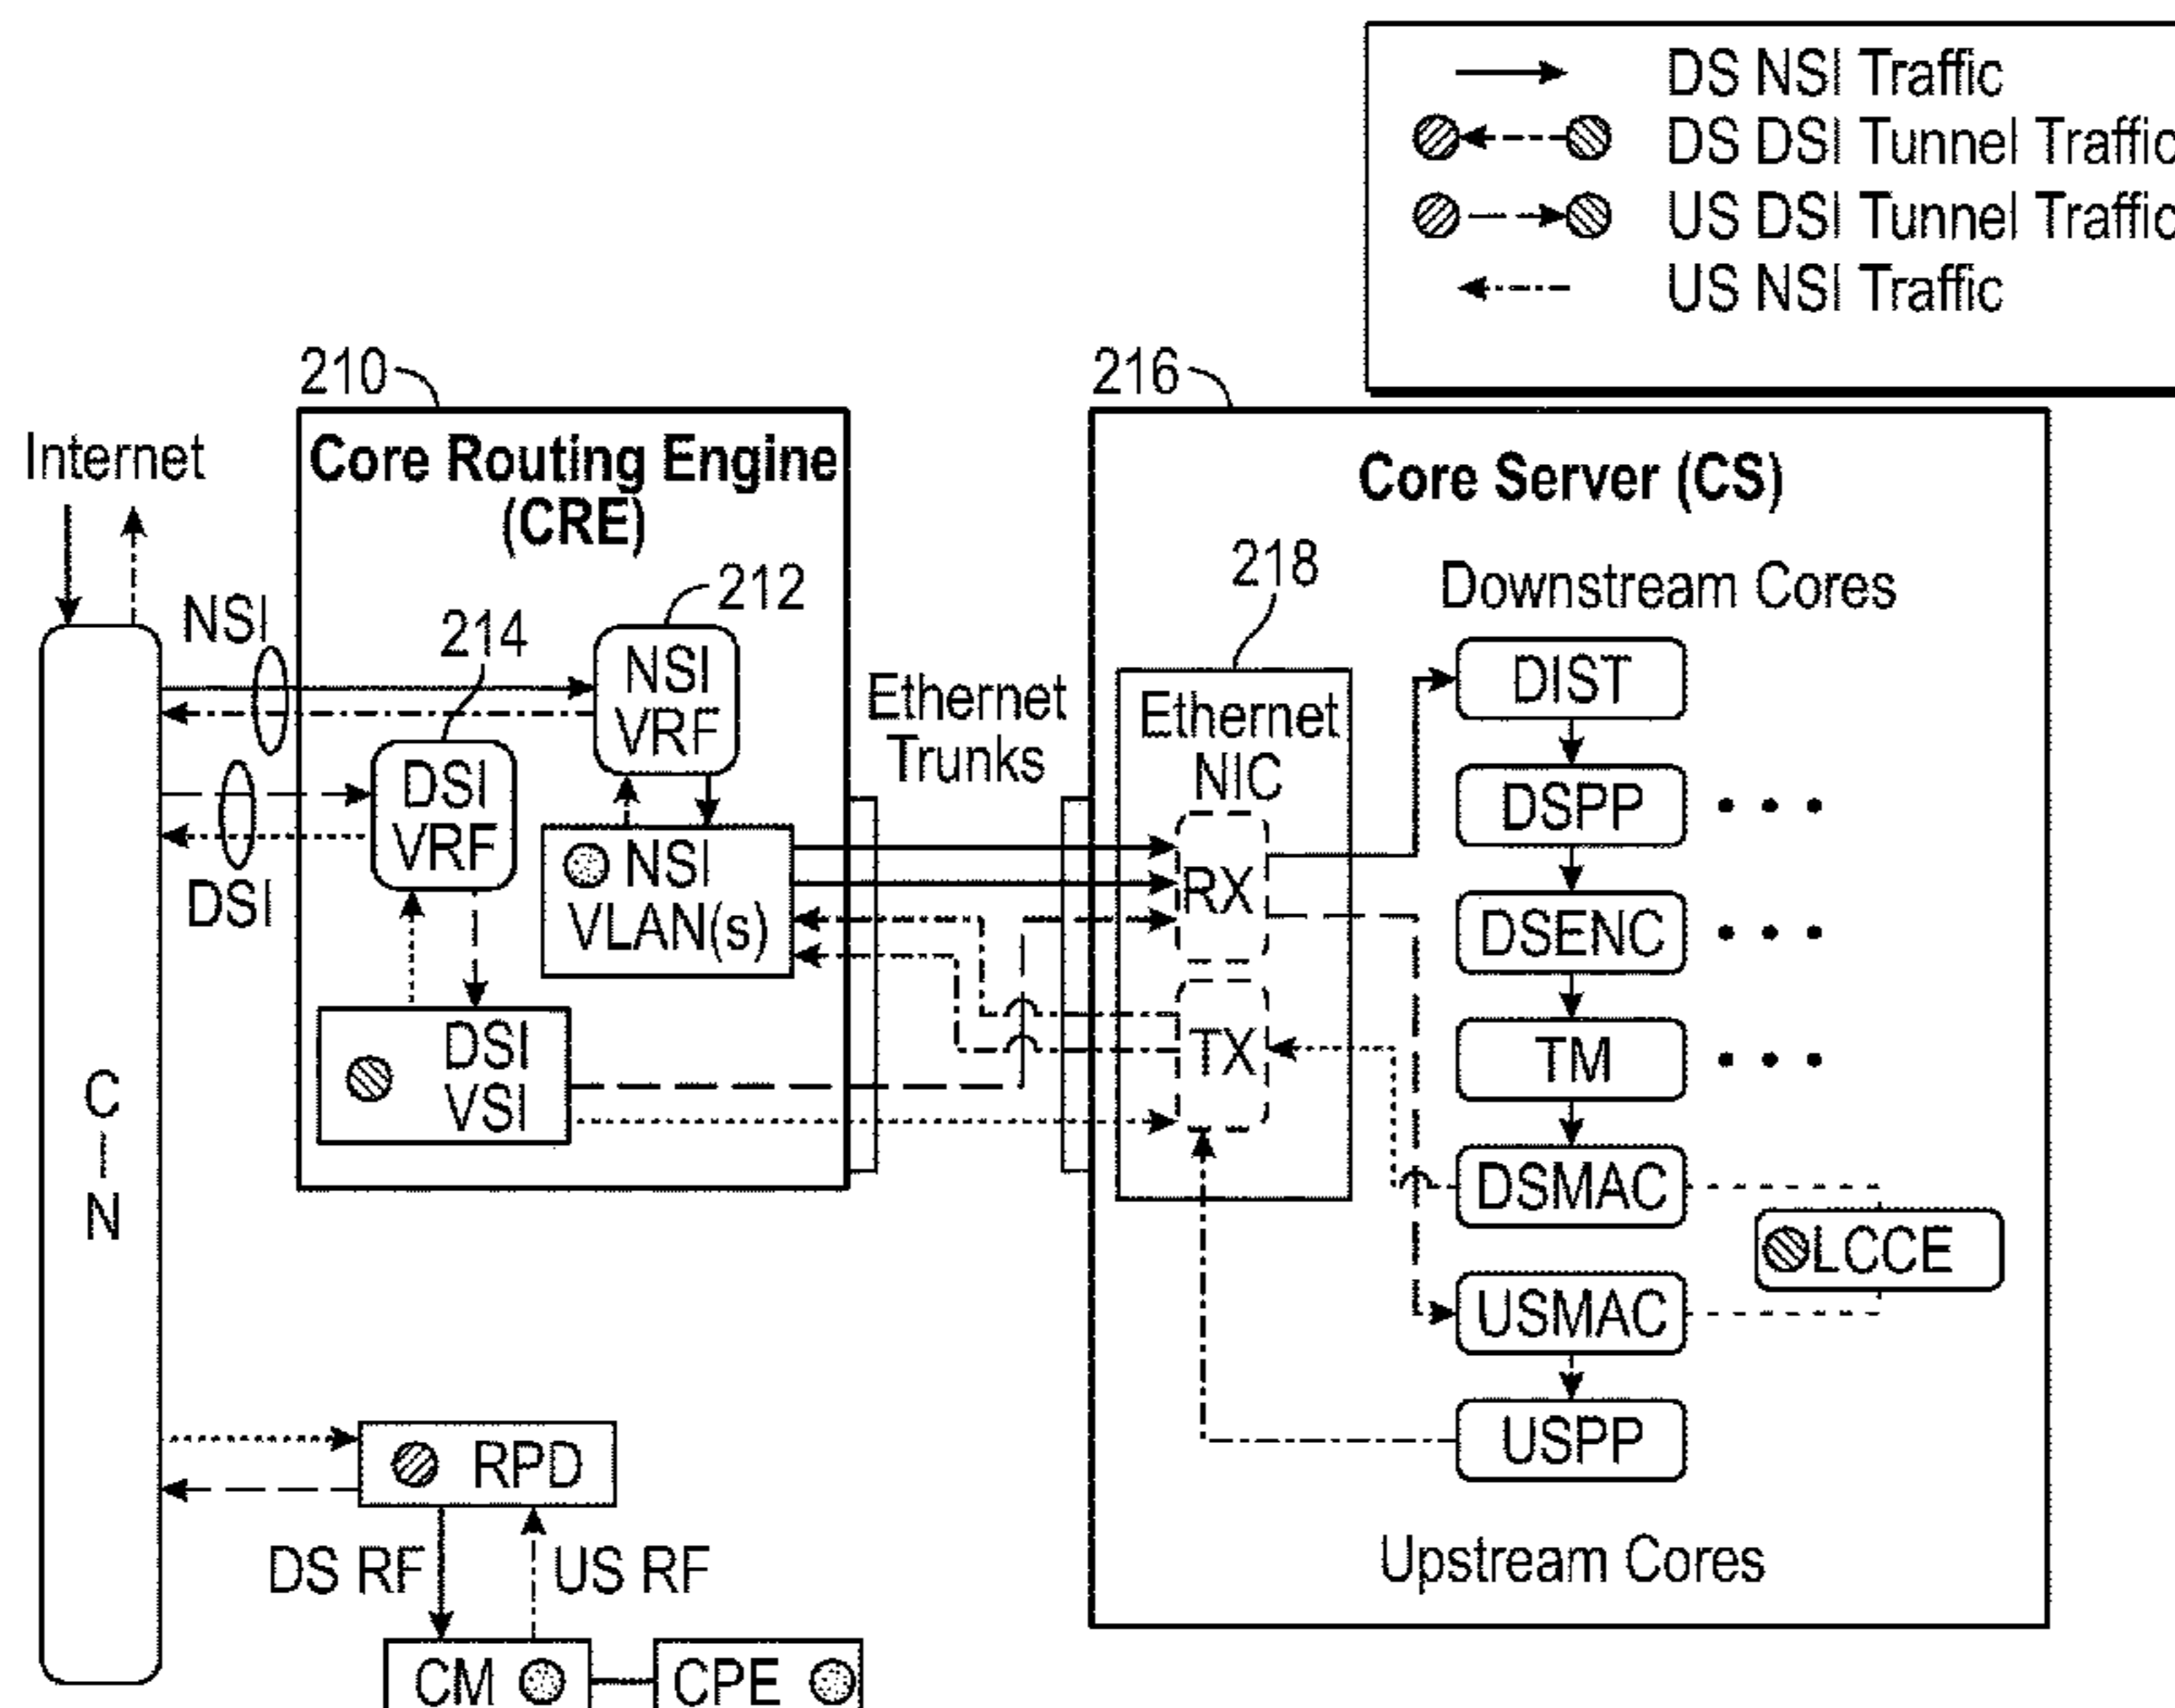 DS NSI Traffic
DS DSI Tunnel Traffic
US DSI Tunnel Traffic
US NSI Traffic
210
216
Internet
Core Routing Engine
(CRE)
Core Server (CS)
NSI
214
212
218
Downstream Cores
NSI
VRF
Ethernet
Trunks
Ethernet
NIC
DIST
DSI
VRF
DSPP
DSI
NSI
VLAN(s)
RX
DSENC
DSI
VSI
TX
TM
C
I
N
DSMAC
LCCE
USMAC
RPD
USPP
DS RF
US RF
Upstream Cores
CM
CPE